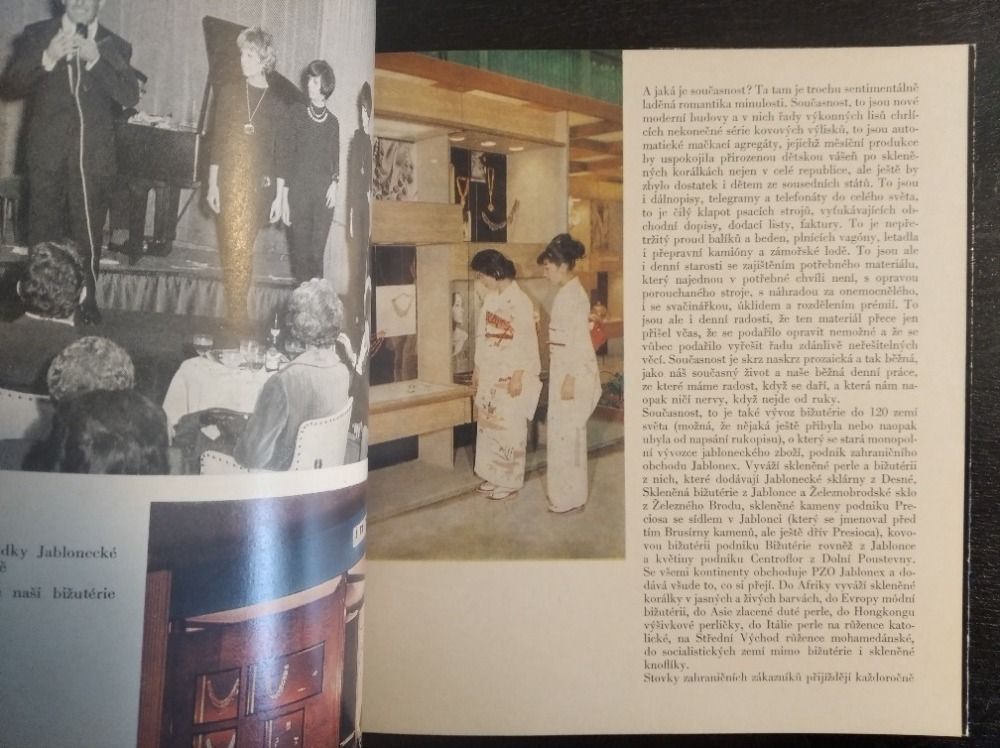 dky Jablonecké
ě
naší bižutérie
A jaká je současnost? Ta tam je trochu sentimentálně
laděná romantika minulosti. Současnost, to jsou nové
moderní budovy a v nich řady výkonných lisů chrlí-
cích nekonečné série kovových výlisků, to jsou auto-
matické mačkací agregáty, jejichž měsíční produkce
by uspokojila přirozenou dětskou vášeň po skleně-
ných korálkách nejen v celé republice, ale ještě by
zbylo dostatek i dětem ze sousedních států. To jsou
i dálnopisy, telegramy a telefonáty do celého světa,
to je čilý klapot psacích strojů, vyťukávajících ob-
chodní dopisy, dodací listy, faktury. To je nepře-
tržitý proud balíků a beden, plnících vagóny, letadla
i přepravní kamióny a zámořské lodě. To jsou ale
i denní starosti se zajištěním potřebného materiálu,
který najednou v potřebné chvíli není, s opravou
porouchaného stroje, s náhradou za onemocnělého,
i se svačinářkou, úklidem a rozdělením prémií. To
jsou ale i denní radosti, že ten materiál přece jen
přišel včas, že se podařilo opravit nemožné a že se
vůbec podařilo vyřešit řadu zdánlivě neřešitelných
věcí. Současnost je skrz naskrz prozaická a tak běžná,
jako náš současný život a naše běžná denní práce,
ze které máme radost, když se daří, a která nám na-
opak ničí nervy, když nejde od ruky.
Současnost, to je také vývoz bižutérie do 120 zemí
světa (možná, že nějaká ještě přibyla nebo naopak
ubyla od napsání rukopisu), o který se stará monopol-
ní vývozce jabloneckého zboží, podnik zahraničního
obchodu Jablonex. Vyváží skleněné perle a bižutérii
z nich, které dodávají Jablonecké sklárny z Desné,
Skleněná bižutérie z Jablonce a Železnobrodské sklo
z Železného Brodu, skleněné kameny podniku Pre-
ciosa se sídlem v Jablonci (který se jmenoval před
tím Brusírny kamenů, ale ještě dřív Presioca), kovo-
vou bižutérii podniku Bižutérie rovněž z Jablonce
a květiny podniku Centroflor z Dolní Poustevny.
Se všemi kontinenty obchoduje PZO Jablonex a do-
dává všude to, co si přejí. Do Afriky vyváží skleněné
korálky v jasných a živých barvách, do Evropy módní
bižutérii, do Asie zlacené duté perle, do Hongkongu
výšivkové perličky, do Itálie perle na růžence kato-
lické, na Střední Východ růžence mohamedánské,
do socialistických zemí mimo bižutérie i skleněné
knoflíky.
Stovky zahraničních zákazníků přijíždějí každoročně